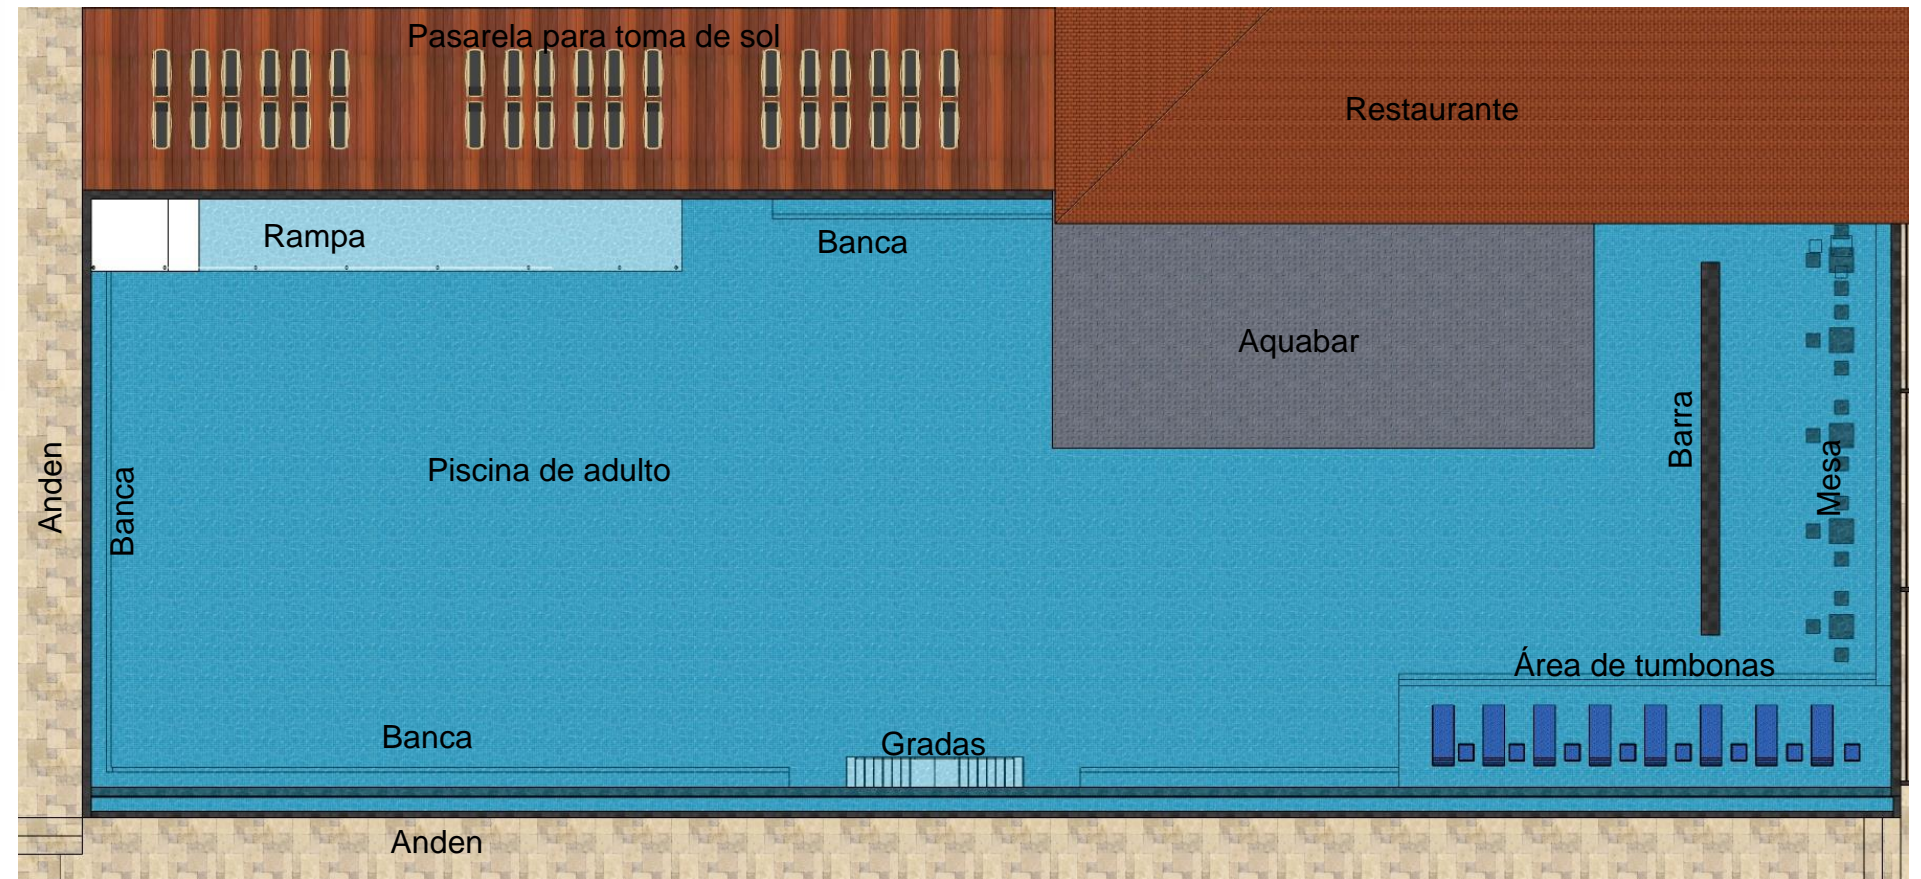 Pasarela para toma de sol
Restaurante
Rampa
Banca
Aquabar
Barra
Mesa
Anden
Banca
Piscina de adulto
Área de tumbonas
Banca
Gradas
Anden